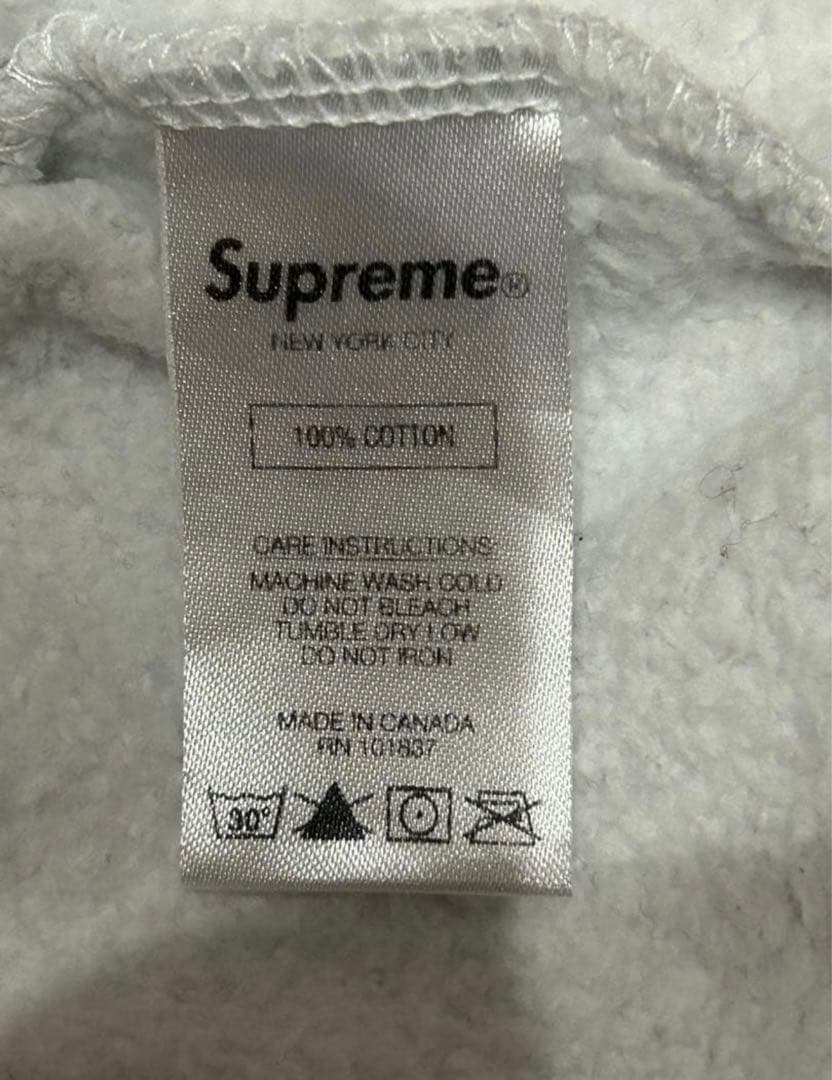 Supreme®
NEW YORK CITY
100% COTTON
CARE INSTRUCTIONS:
MACHINE WASH COLD
DO NOT BLEACH
TUMBLE DRY LOW
DO NOT IRON
MADE IN CANADA
RN 101837
30°